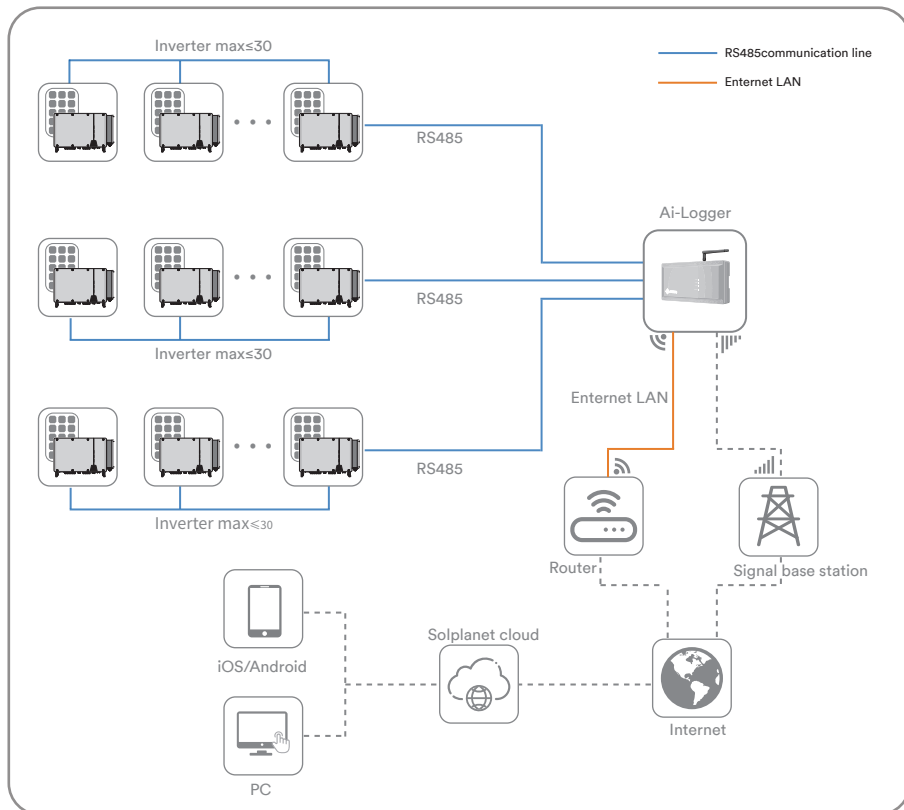 Inverter max≤30
RS485communication line
Enternet LAN
RS485
Ai-Logger
RS485
Inverter max≤30
Enternet LAN
RS485
Inverter max≤30
Router
Signal base station
Solplanet cloud
iOS/Android
Internet
PC